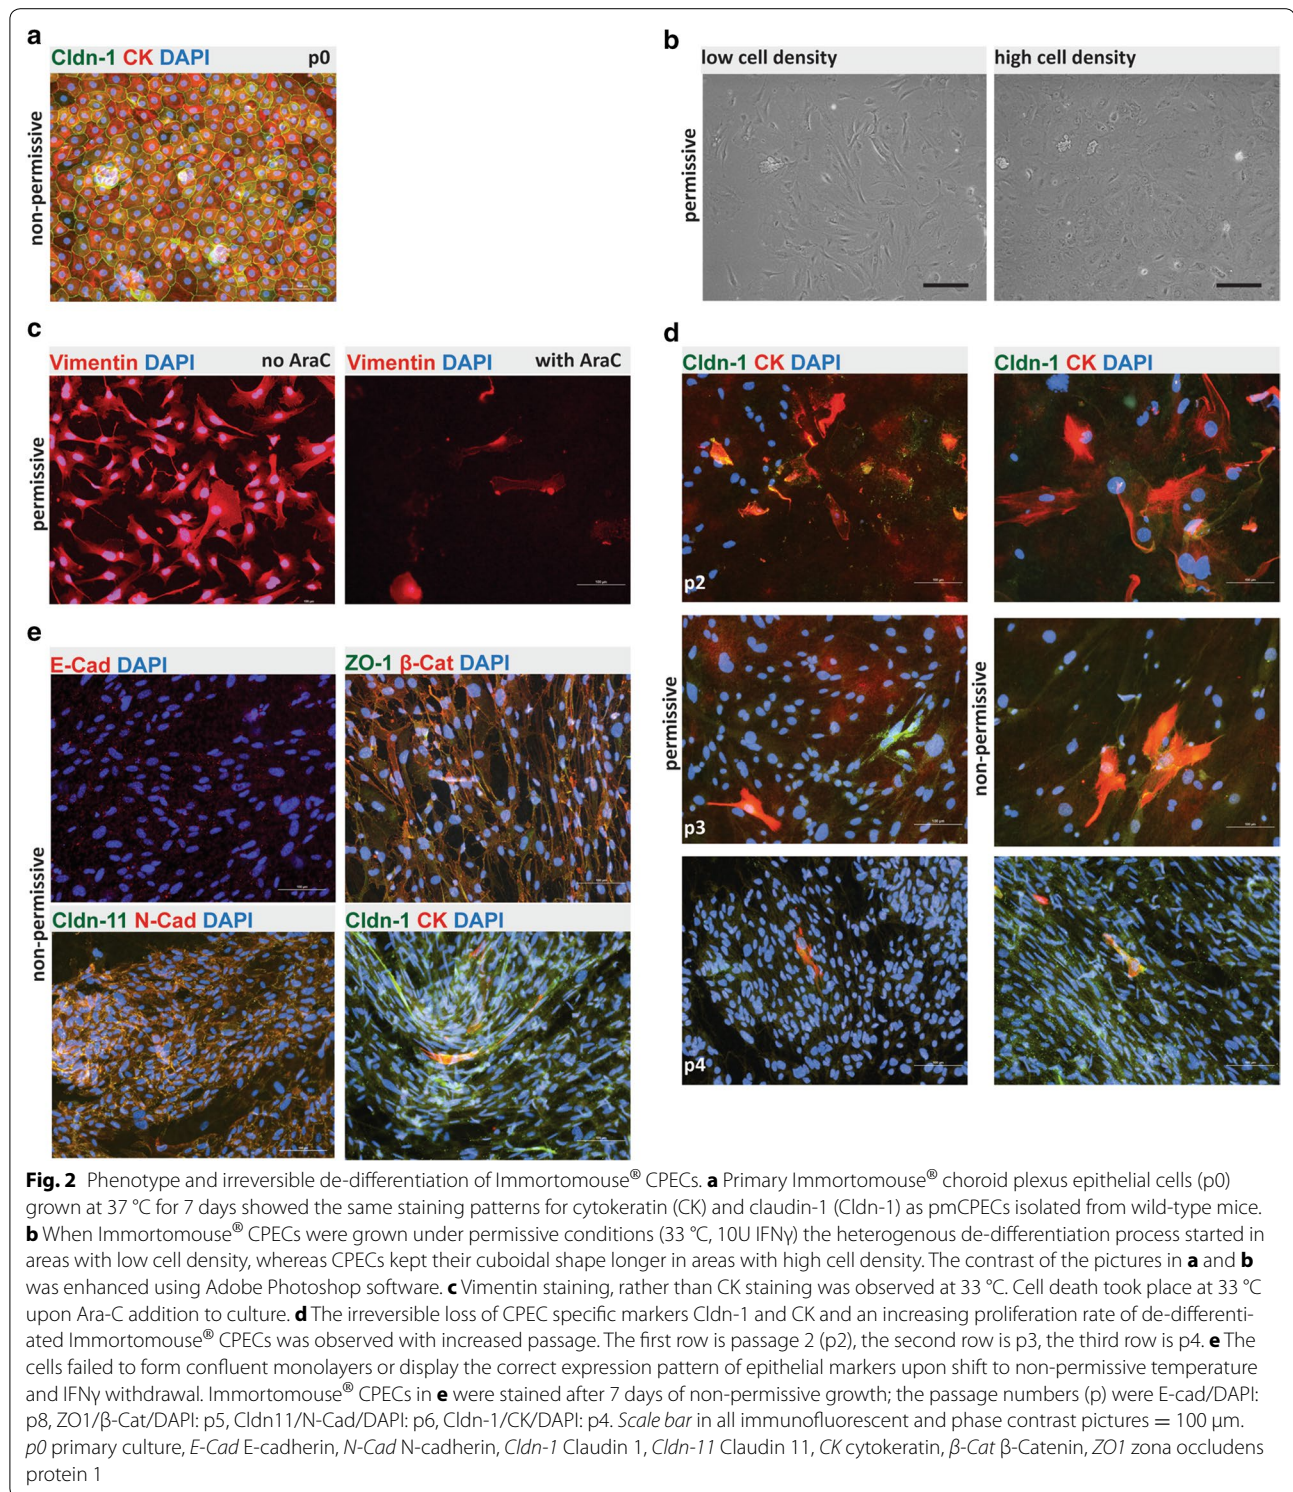 a
Cldn-1 CK DAPI p0
non-permissive
b
low cell density
high cell density
permissive
c
Vimentin DAPI no AraC
Vimentin DAPI with AraC
permissive
d
Cldn-1 CK DAPI
Cldn-1 CK DAPI
p2
permissive
non-permissive
p3
p4
e
E-Cad DAPI
ZO-1 β-Cat DAPI
non-permissive
Cldn-11 N-Cad DAPI
Cldn-1 CK DAPI
Fig. 2 Phenotype and irreversible de-differentiation of Immortomouse® CPECs. a Primary Immortomouse® choroid plexus epithelial cells (p0)
grown at 37 °C for 7 days showed the same staining patterns for cytokeratin (CK) and claudin-1 (Cldn-1) as pmCPECs isolated from wild-type mice.
b When Immortomouse® CPECs were grown under permissive conditions (33 °C, 10U IFNγ) the heterogenous de-differentiation process started in
areas with low cell density, whereas CPECs kept their cuboidal shape longer in areas with high cell density. The contrast of the pictures in a and b
was enhanced using Adobe Photoshop software. c Vimentin staining, rather than CK staining was observed at 33 °C. Cell death took place at 33 °C
upon Ara-C addition to culture. d The irreversible loss of CPEC specific markers Cldn-1 and CK and an increasing proliferation rate of de-differenti-
ated Immortomouse® CPECs was observed with increased passage. The first row is passage 2 (p2), the second row is p3, the third row is p4. e The
cells failed to form confluent monolayers or display the correct expression pattern of epithelial markers upon shift to non-permissive temperature
and IFNγ withdrawal. Immortomouse® CPECs in e were stained after 7 days of non-permissive growth; the passage numbers (p) were E-cad/DAPI:
p8, ZO1/β-Cat/DAPI: p5, Cldn11/N-Cad/DAPI: p6, Cldn-1/CK/DAPI: p4. Scale bar in all immunofluorescent and phase contrast pictures = 100 μm.
p0 primary culture, E-Cad E-cadherin, N-Cad N-cadherin, Cldn-1 Claudin 1, Cldn-11 Claudin 11, CK cytokeratin, β-Cat β-Catenin, ZO1 zona occludens
protein 1